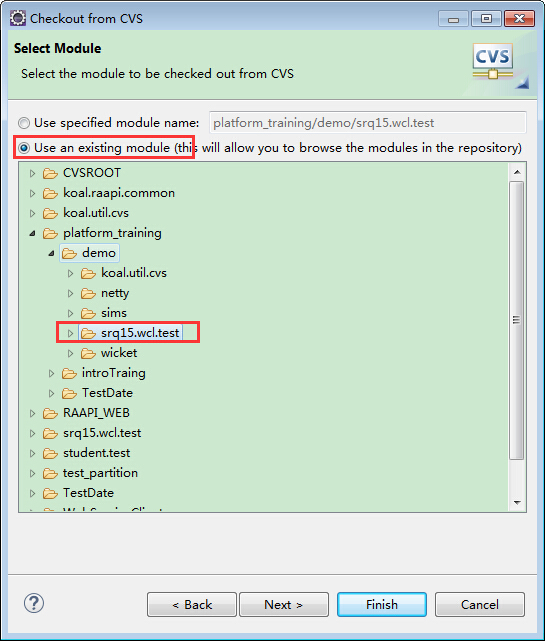 Checkout from CVS
Select Module
Select the module to be checked out from CVS
CVS
Use specified module name: platform_training/demo/srq15.wcl.test
Use an existing module (this will allow you to browse the modules in the repository)
CVSROOT
koal.raapi.common
koal.util.cvs
platform_training
demo
koal.util.cvs
netty
sims
srq15.wcl.test
wicket
introTraing
TestDate
RAAPI_WEB
srq15.wcl.test
student.test
test_partition
TestDate
?
< Back Next > Finish Cancel